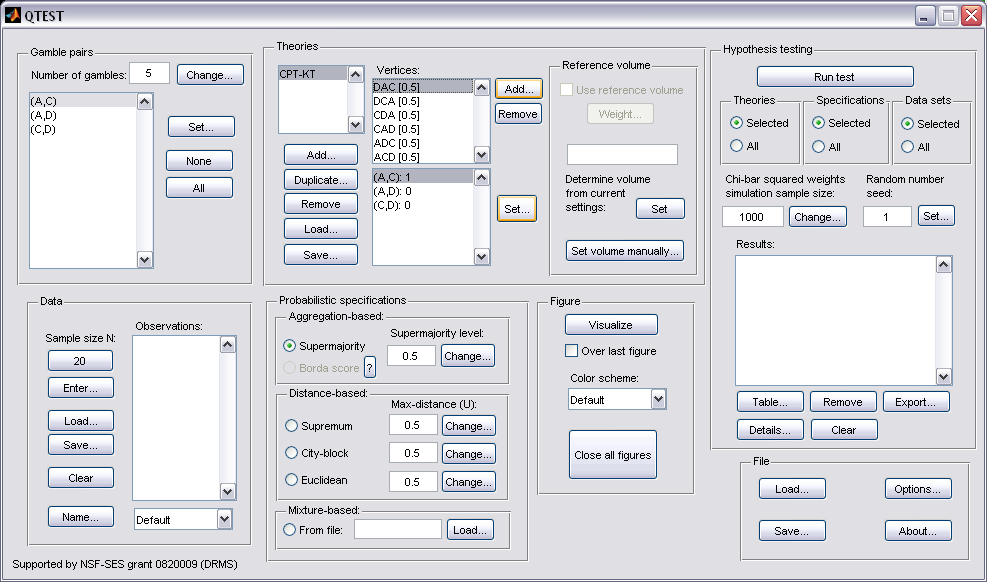 QTEST
Gamble pairs
Number of gambles: 5 Change...
(A,C)
(A,D)
(C,D)
Set...
None
All
Theories
CPT-KT
Add...
Duplicate...
Remove
Load...
Save...
Vertices:
DAC [0.5]
DCA [0.5]
CDA [0.5]
CAD [0.5]
ADC [0.5]
ACD [0.5]
Add...
Remove
(A,C): 1
(A,D): 0
(C,D): 0
Set...
Reference volume
Use reference volume
Weight...
Determine volume
from current
settings:
Set
Set volume manually...
Hypothesis testing
Run test
Theories
Selected
All
Specifications
Selected
All
Data sets
Selected
All
Chi-bar squared weights
simulation sample size:
1000 Change...
Random number
seed:
1 Set...
Results:
Table... Remove Export...
Details... Clear
Data
Sample size N:
20
Enter...
Load...
Save...
Clear
Name...
Observations:
Default
Probabilistic specifications
Aggregation-based:
Supermajority
Borda score ?
Supermajority level:
0.5 Change...
Distance-based:
Max-distance (U):
Supremum 0.5 Change...
City-block 0.5 Change...
Euclidean 0.5 Change...
Mixture-based:
From file: Load...
Figure
Visualize
Over last figure
Color scheme:
Default
Close all figures
File
Load... Options...
Save... About...
Supported by NSF-SES grant 0820009 (DRMS)